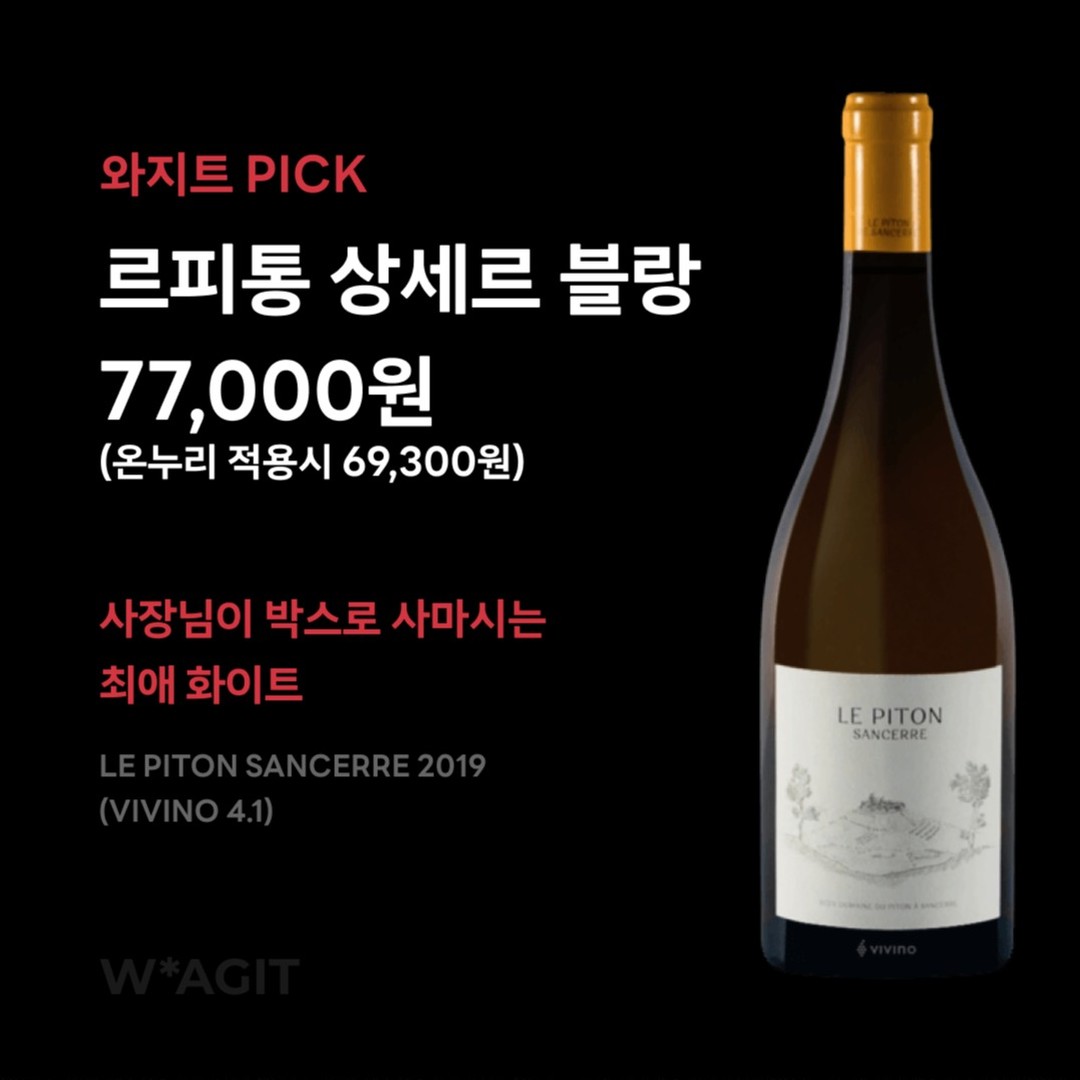 와지트 PICK
르피통 상세르 블랑
77,000원
(온누리 적용시 69,300원)
사장님이 박스로 사마시는
최애 화이트
LE PITON SANCERRE 2019
(VIVINO 4.1)
W*AGIT
LE PITON
SANCERRE
LE PITON
SANCERRE
VIVINO